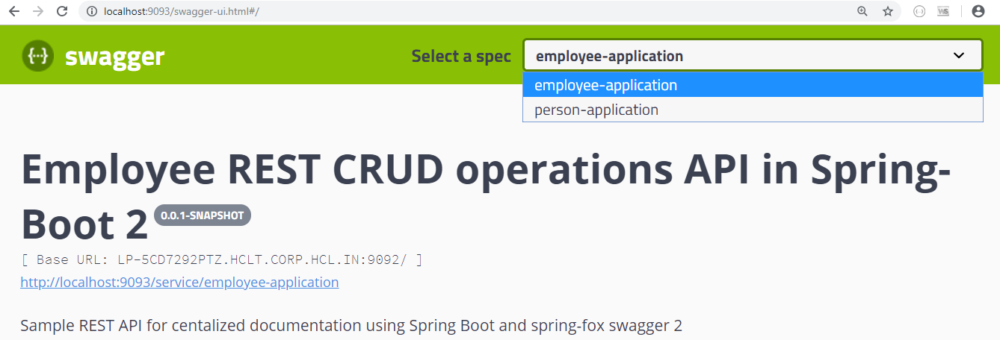 localhost:9093/swagger-ui.html#/
{···} swagger
Select a spec
employee-application
employee-application
person-application
Employee REST CRUD operations API in Spring-
Boot 2 0.0.1-SNAPSHOT
[ Base URL: LP-5CD7292PTZ.HCLT.CORP.HCL.IN:9092/ ]
http://localhost:9093/service/employee-application
Sample REST API for centalized documentation using Spring Boot and spring-fox swagger 2